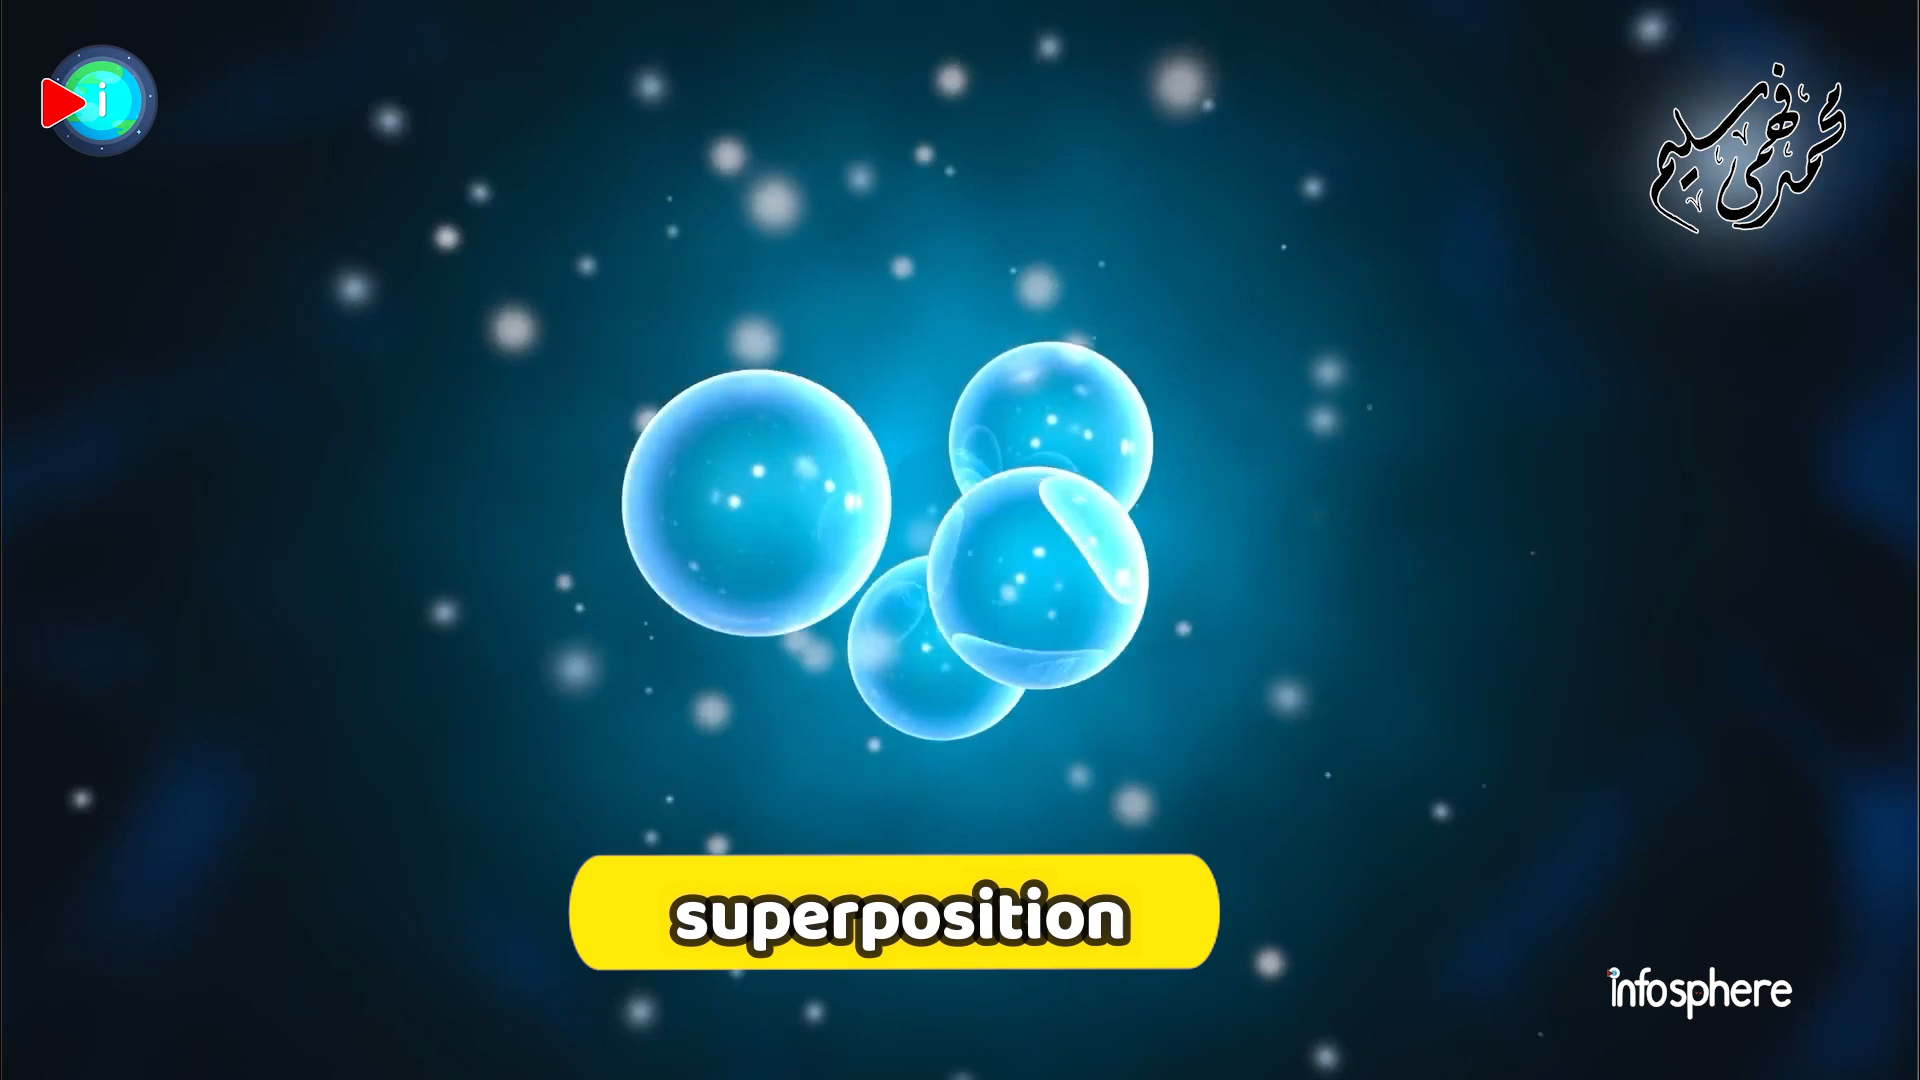 i
محمد فهمي سليم
superposition
infosphere